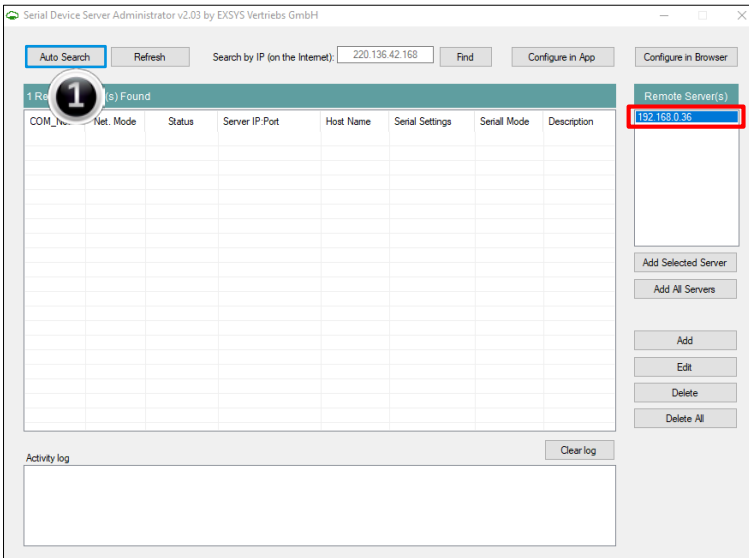 Serial Device Server Administrator v2.03 by EXSYS Vertriebs GmbH
Auto Search Refresh Search by IP (on the Internet): 220.136.42.168 Find Configure in App Configure in Browser
1
1 Re (s) Found Remote Server(s)
COM_N Net. Mode Status Server IP:Port Host Name Serial Settings Seriall Mode Description
192.168.0.36
Add Selected Server
Add All Servers
Add
Edit
Delete
Delete All
Clear log
Activity log